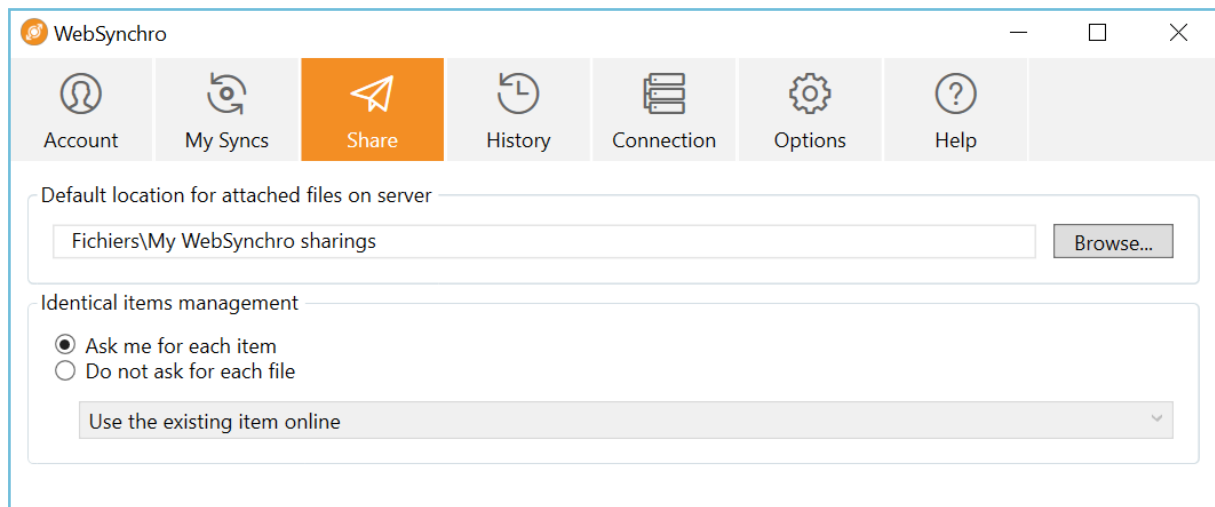 WebSynchro
Account My Syncs Share History Connection Options Help
Default location for attached files on server
Fichiers\My WebSynchro sharings Browse...
Identical items management
Ask me for each item
Do not ask for each file
Use the existing item online